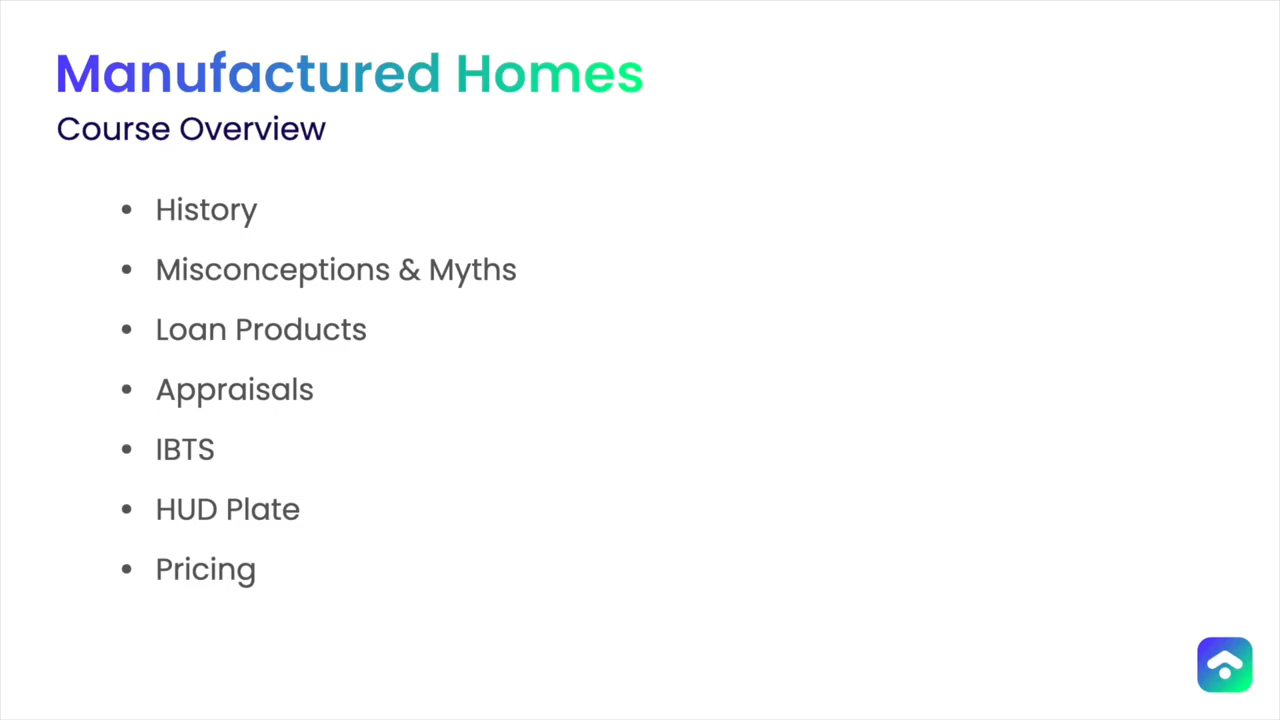 Manufactured Homes
Course Overview
• History
• Misconceptions & Myths
• Loan Products
• Appraisals
• IBTS
• HUD Plate
• Pricing